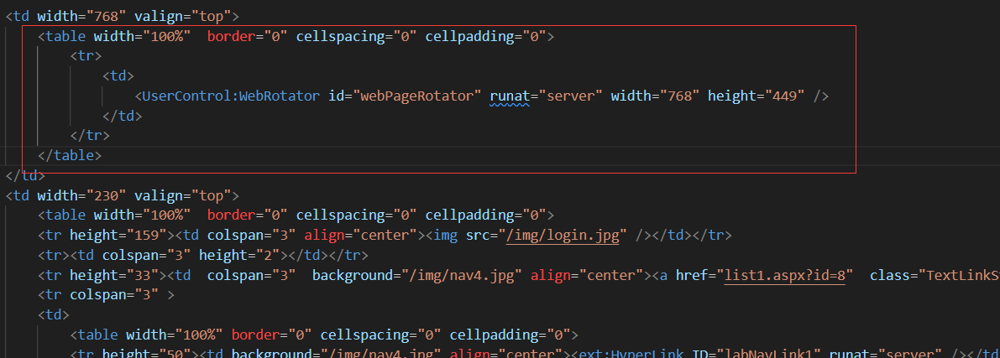 <td width="768" valign="top">
<table width="100%"  border="0" cellspacing="0" cellpadding="0">
<tr>
<td>
<UserControl:WebRotator id="webPageRotator" runat="server" width="768" height="449" />
</td>
</tr>
</table>
</td>
<td width="230" valign="top">
<table width="100%"  border="0" cellspacing="0" cellpadding="0">
<tr height="159"><td colspan="3" align="center"><img src="/img/login.jpg" /></td></tr>
<tr><td colspan="3" height="2"></td></tr>
<tr height="33"><td  colspan="3"  background="/img/nav4.jpg" align="center"><a href="list1.aspx?id=8"  class="TextLinkS
<tr colspan="3" >
<td>
<table width="100%" border="0" cellspacing="0" cellpadding="0">
<tr height="50"><td background="/img/nav4.jpg" align="center"><ext:HyperLink ID="labNavLink1" runat="server" /></td